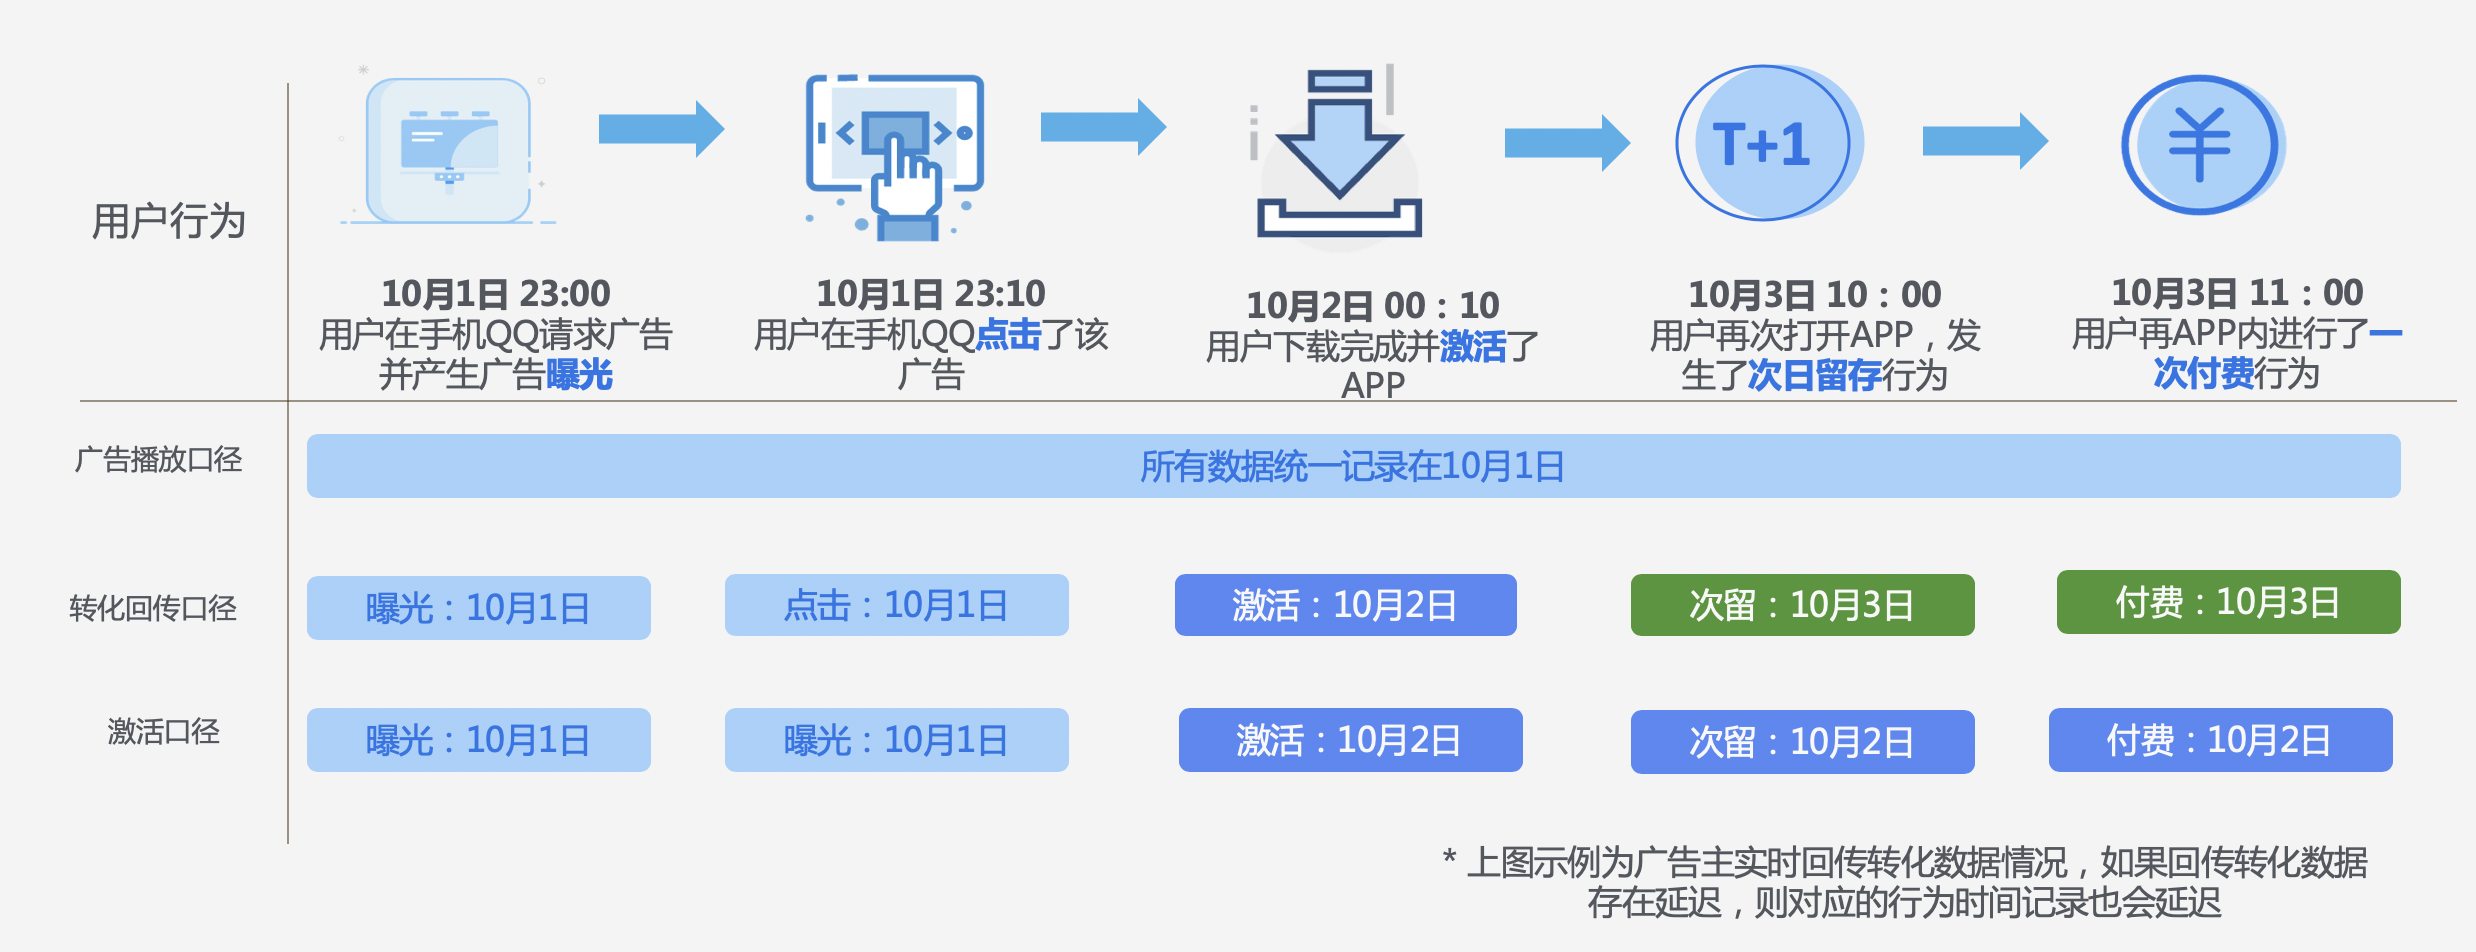 T+1
用户行为
10月1日 23:00
用户在手机QQ请求广告
并产生广告曝光
10月1日 23:10
用户在手机QQ点击了该
广告
10月2日 00：10
用户下载完成并激活了
APP
10月3日 10：00
用户再次打开APP，发
生了次日留存行为
10月3日 11：00
用户再APP内进行了一
次付费行为
广告播放口径
所有数据统一记录在10月1日
转化回传口径
曝光：10月1日
点击：10月1日
激活：10月2日
次留：10月3日
付费：10月3日
激活口径
曝光：10月1日
曝光：10月1日
激活：10月2日
次留：10月2日
付费：10月2日
* 上图示例为广告主实时回传转化数据情况，如果回传转化数据
存在延迟，则对应的行为时间记录也会延迟